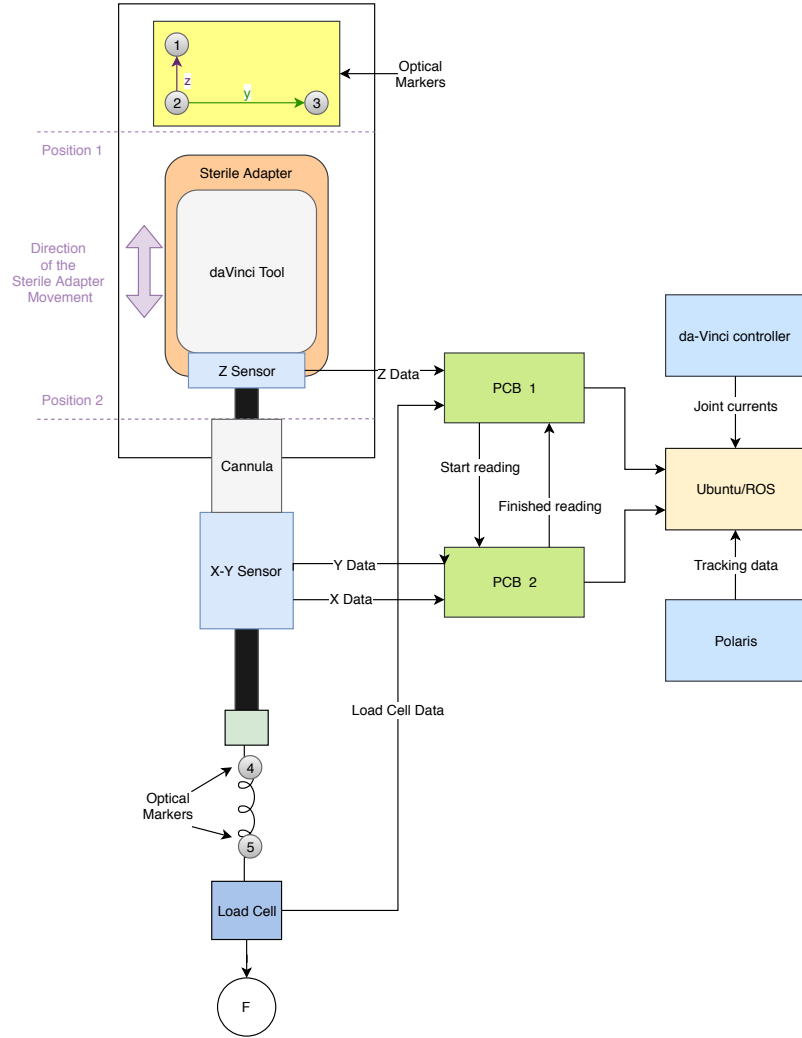 1
z
2
y
3
Optical
Markers
Position 1
Sterile Adapter
Direction
of the
Sterile Adapter
Movement
daVinci Tool
Z Sensor
Z Data
PCB  1
da-Vinci controller
Position 2
Joint currents
Cannula
Start reading
Finished reading
Ubuntu/ROS
X-Y Sensor
Y Data
X Data
PCB  2
Tracking data
Polaris
Load Cell Data
4
Optical
Markers
5
Load Cell
F